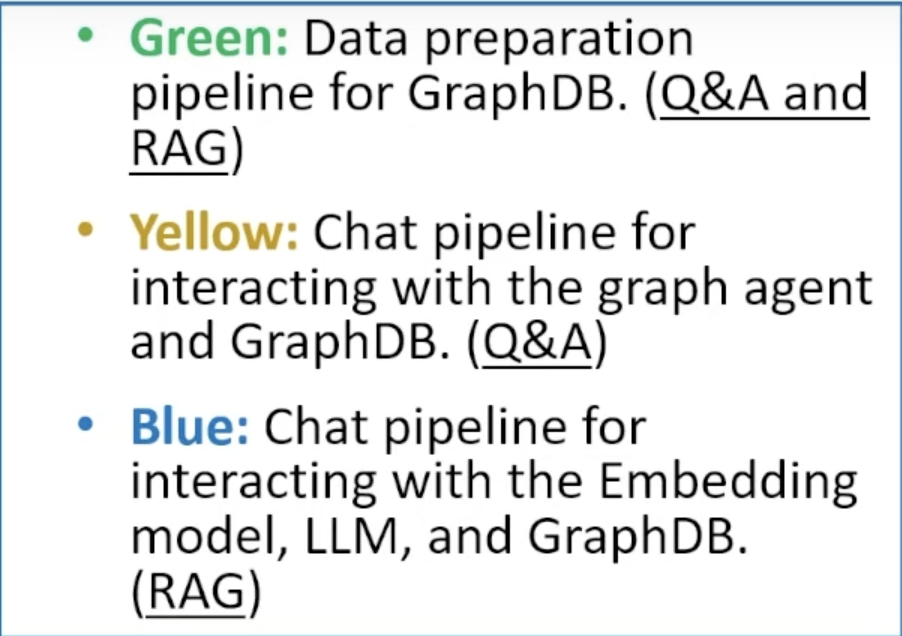 • Green: Data preparation
pipeline for GraphDB. (Q&A and
RAG)
• Yellow: Chat pipeline for
interacting with the graph agent
and GraphDB. (Q&A)
• Blue: Chat pipeline for
interacting with the Embedding
model, LLM, and GraphDB.
(RAG)